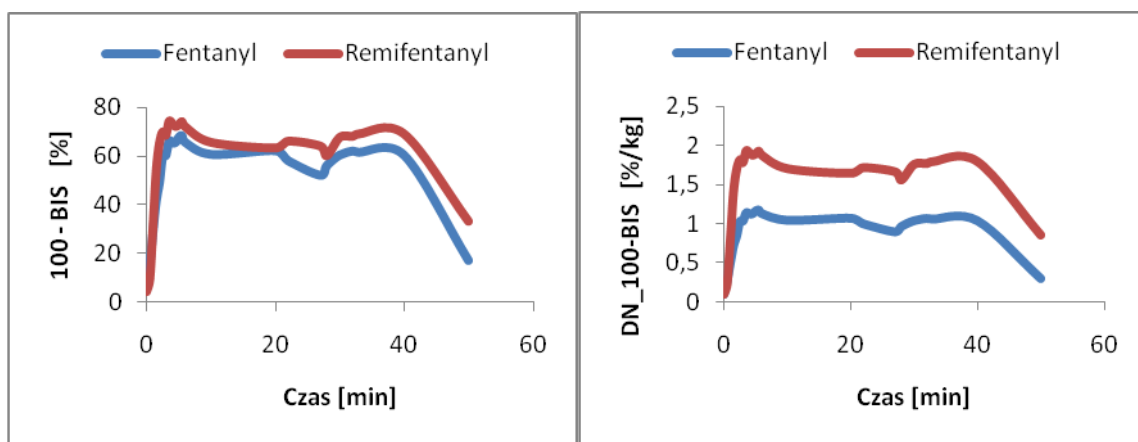 Fentanyl Remifentanyl
100 - BIS [%]
80
60
40
20
0
0 20 40 60
Czas [min]
Fentanyl Remifentanyl
DN_100-BIS [%/kg]
2,5
2
1,5
1
0,5
0
0 20 40 60
Czas [min]